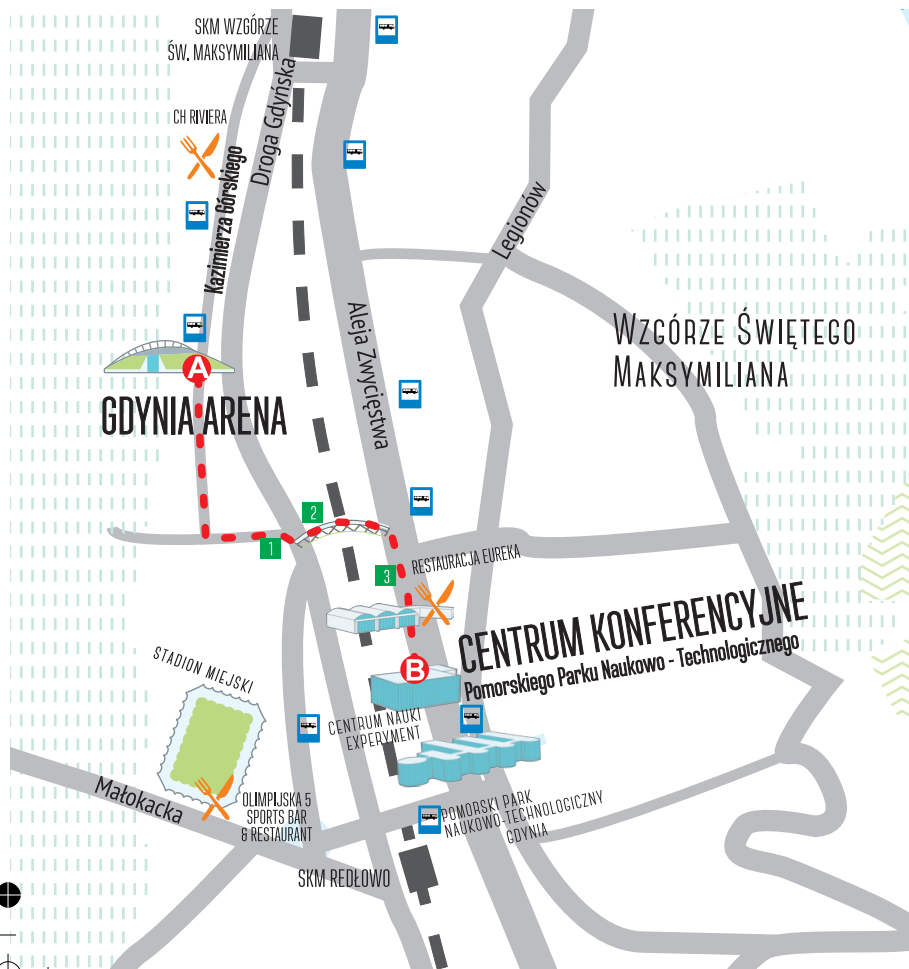 SKM WZGÓRZE
ŚW. MAKSYMILIANA
CH RIVIERA
Droga Gdyńska
Kazimierza Górskiego
Legionów
Aleja Zwycięstwa
WZGÓRZE ŚWIĘTEGO
MAKSYMILIANA
A
GDYNIA ARENA
2
1
3
RESTAURACJA EUREKA
CENTRUM KONFERENCYJNE
Pomorskiego Parku Naukowo - Technologicznego
B
STADION MIEJSKI
CENTRUM NAUKI
EXPERYMENT
Małokacka
OLIMPIJSKA 5
SPORTS BAR
& RESTAURANT
POMORSKI PARK
NAUKOWO-TECHNOLOGICZNY
GDYNIA
SKM REDŁOWO